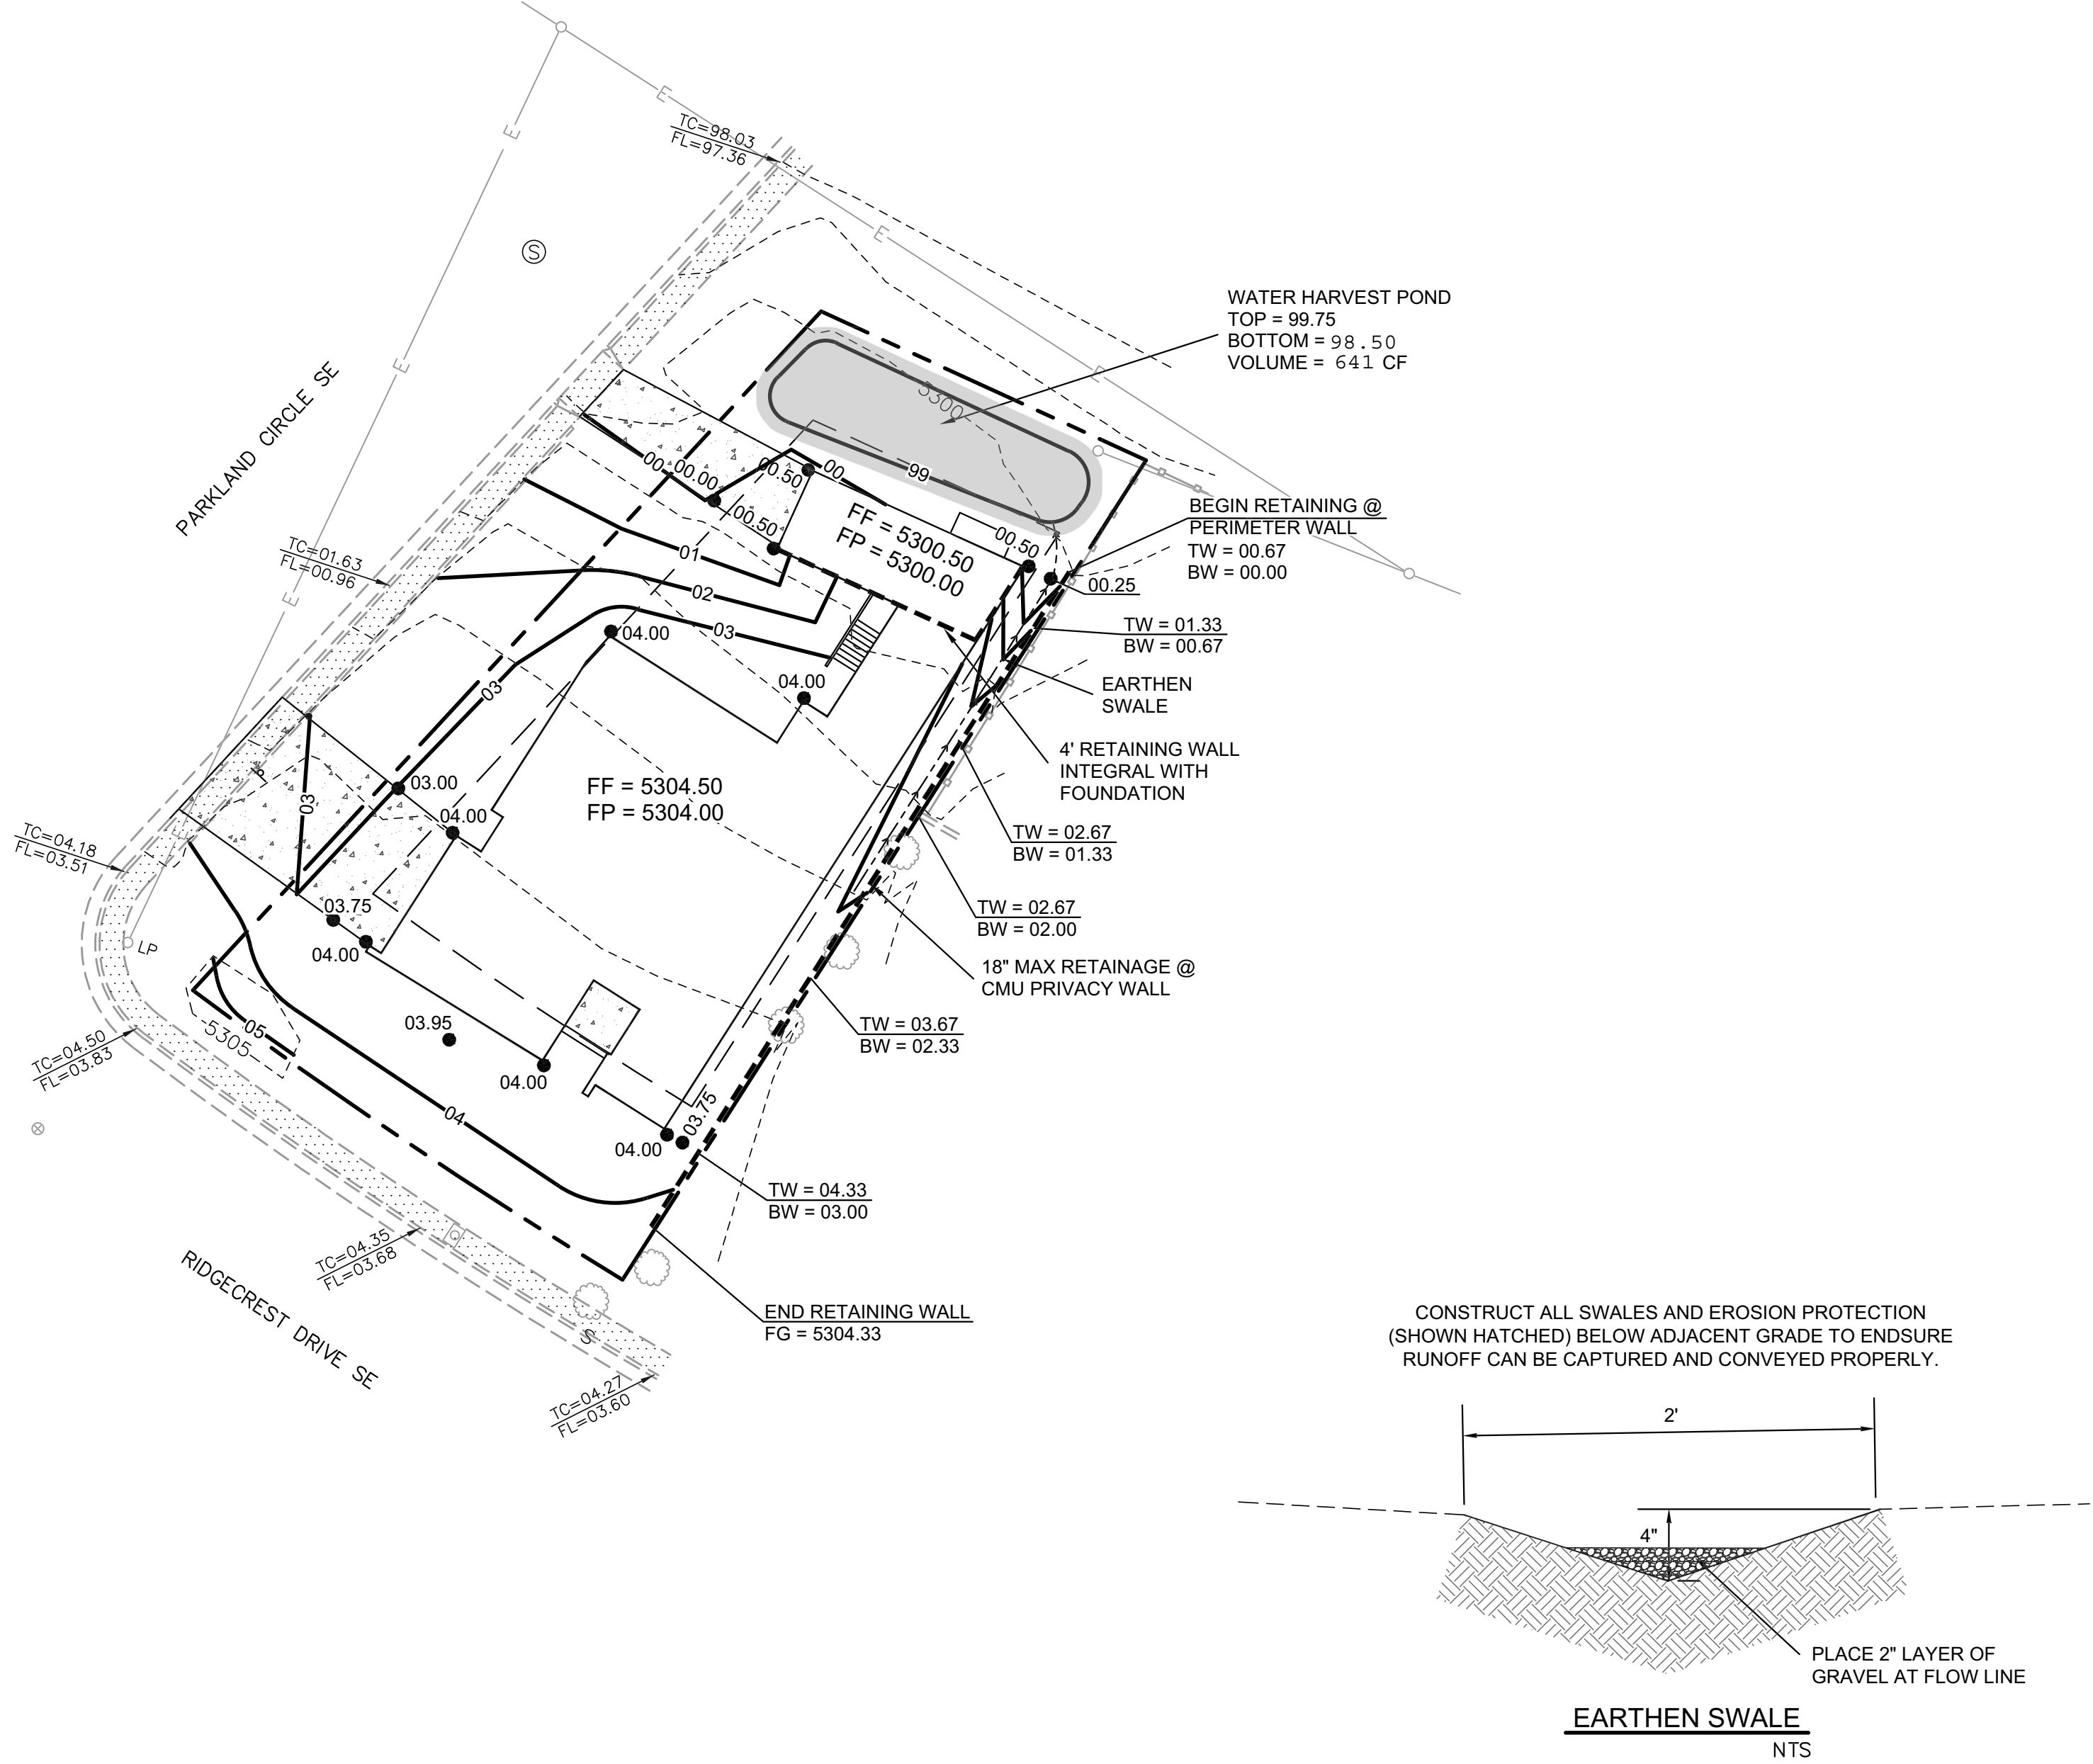 E
E
E
E
E
E
E
TC=98.03
FL=97.36
S
WATER HARVEST POND
TOP = 99.75
BOTTOM = 98.50
VOLUME = 641 CF
PARKLAND CIRCLE SE
5300
99
00
00.00
00.50
00
00.50
FF = 5300.50
FP = 5300.00
00.50
BEGIN RETAINING @
PERIMETER WALL
TW = 00.67
BW = 00.00
00.25
TC=01.63
FL=00.96
01
02
03
04.00
TW = 01.33
BW = 00.67
EARTHEN
SWALE
04.00
03
4' RETAINING WALL
INTEGRAL WITH
FOUNDATION
FF = 5304.50
FP = 5304.00
03.00
03
04.00
TW = 02.67
BW = 01.33
TC=04.18
FL=03.51
03.75
04.00
TW = 02.67
BW = 02.00
LP
18" MAX RETAINAGE @
CMU PRIVACY WALL
TC=04.50
FL=03.83
05
5305
03.95
TW = 03.67
BW = 02.33
04.00
04
03.75
04.00
TW = 04.33
BW = 03.00
TC=04.35
FL=03.68
RIDGECREST DRIVE SE
END RETAINING WALL
FG = 5304.33
S
TC=04.27
FL=03.60
CONSTRUCT ALL SWALES AND EROSION PROTECTION
(SHOWN HATCHED) BELOW ADJACENT GRADE TO ENDSURE
RUNOFF CAN BE CAPTURED AND CONVEYED PROPERLY.
2'
4"
PLACE 2" LAYER OF
GRAVEL AT FLOW LINE
EARTHEN SWALE
NTS